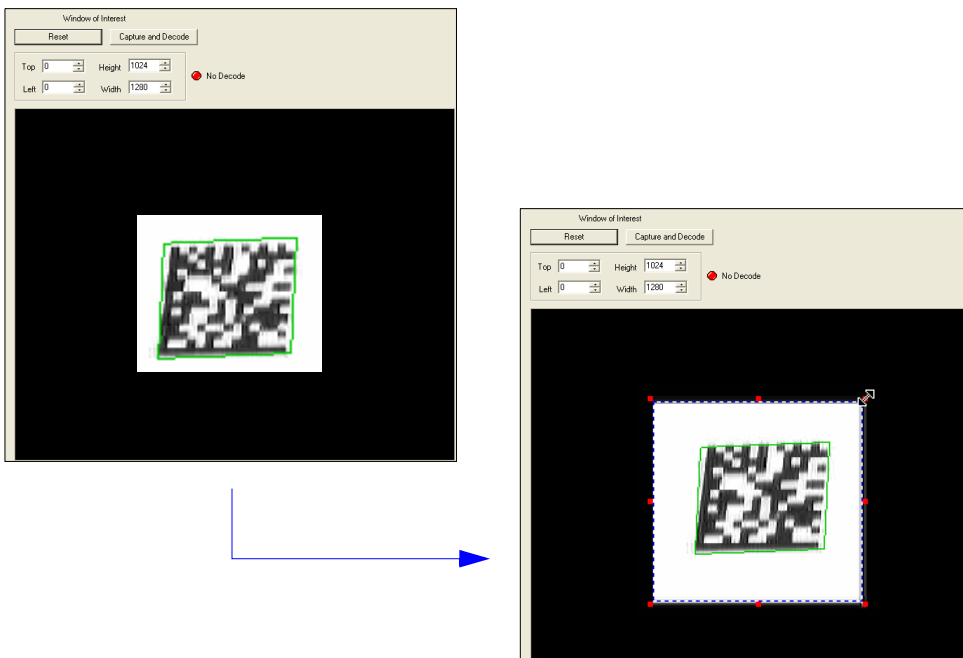 Window of Interest
Reset Capture and Decode
Top 0 Height 1024
No Decode
Left 0 Width 1280
Window of Interest
Reset Capture and Decode
Top 0 Height 1024
No Decode
Left 0 Width 1280